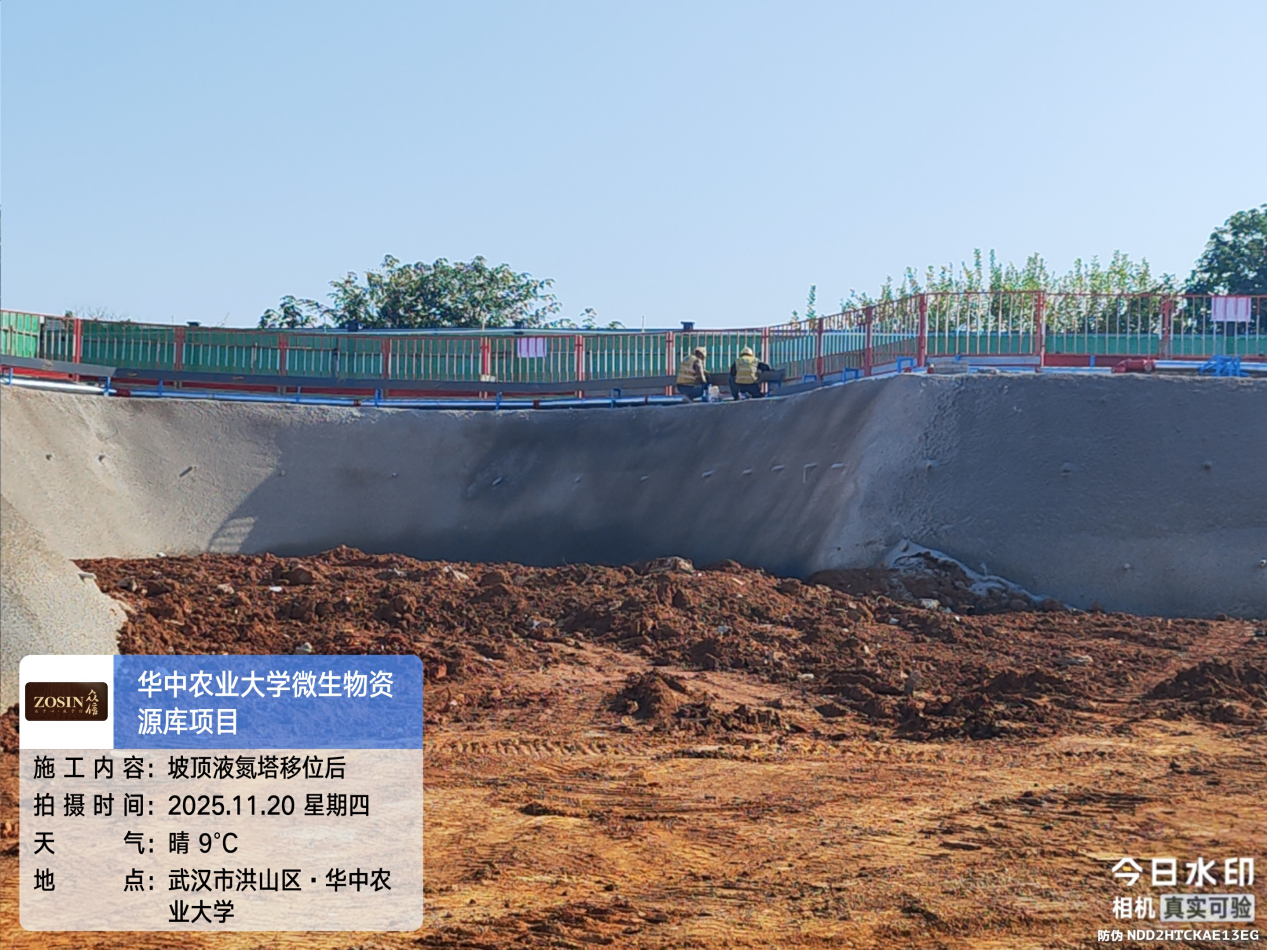 ZOSIN 众信
华中农业大学微生物资
源库项目
施工内容：坡顶液氮塔移位后
拍摄时间：2025.11.20 星期四
天气：晴 9°C
地点：武汉市洪山区·华中农
业大学
今日水印
相机 真实可验
防伪 NDD2HTCKAE13EG